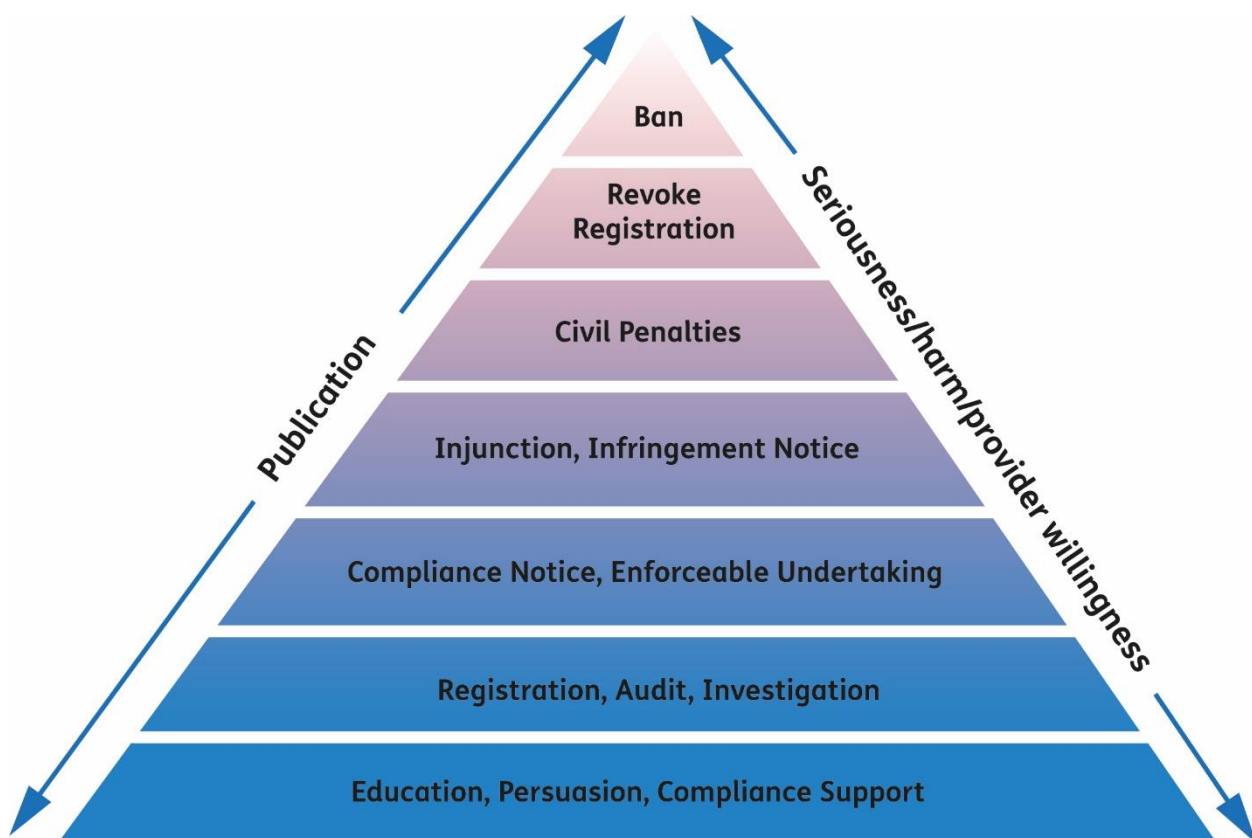 Ban
Revoke
Registration
Civil Penalties
Injunction, Infringement Notice
Compliance Notice, Enforceable Undertaking
Registration, Audit, Investigation
Education, Persuasion, Compliance Support
Publication
Seriousness/harm/provider willingness